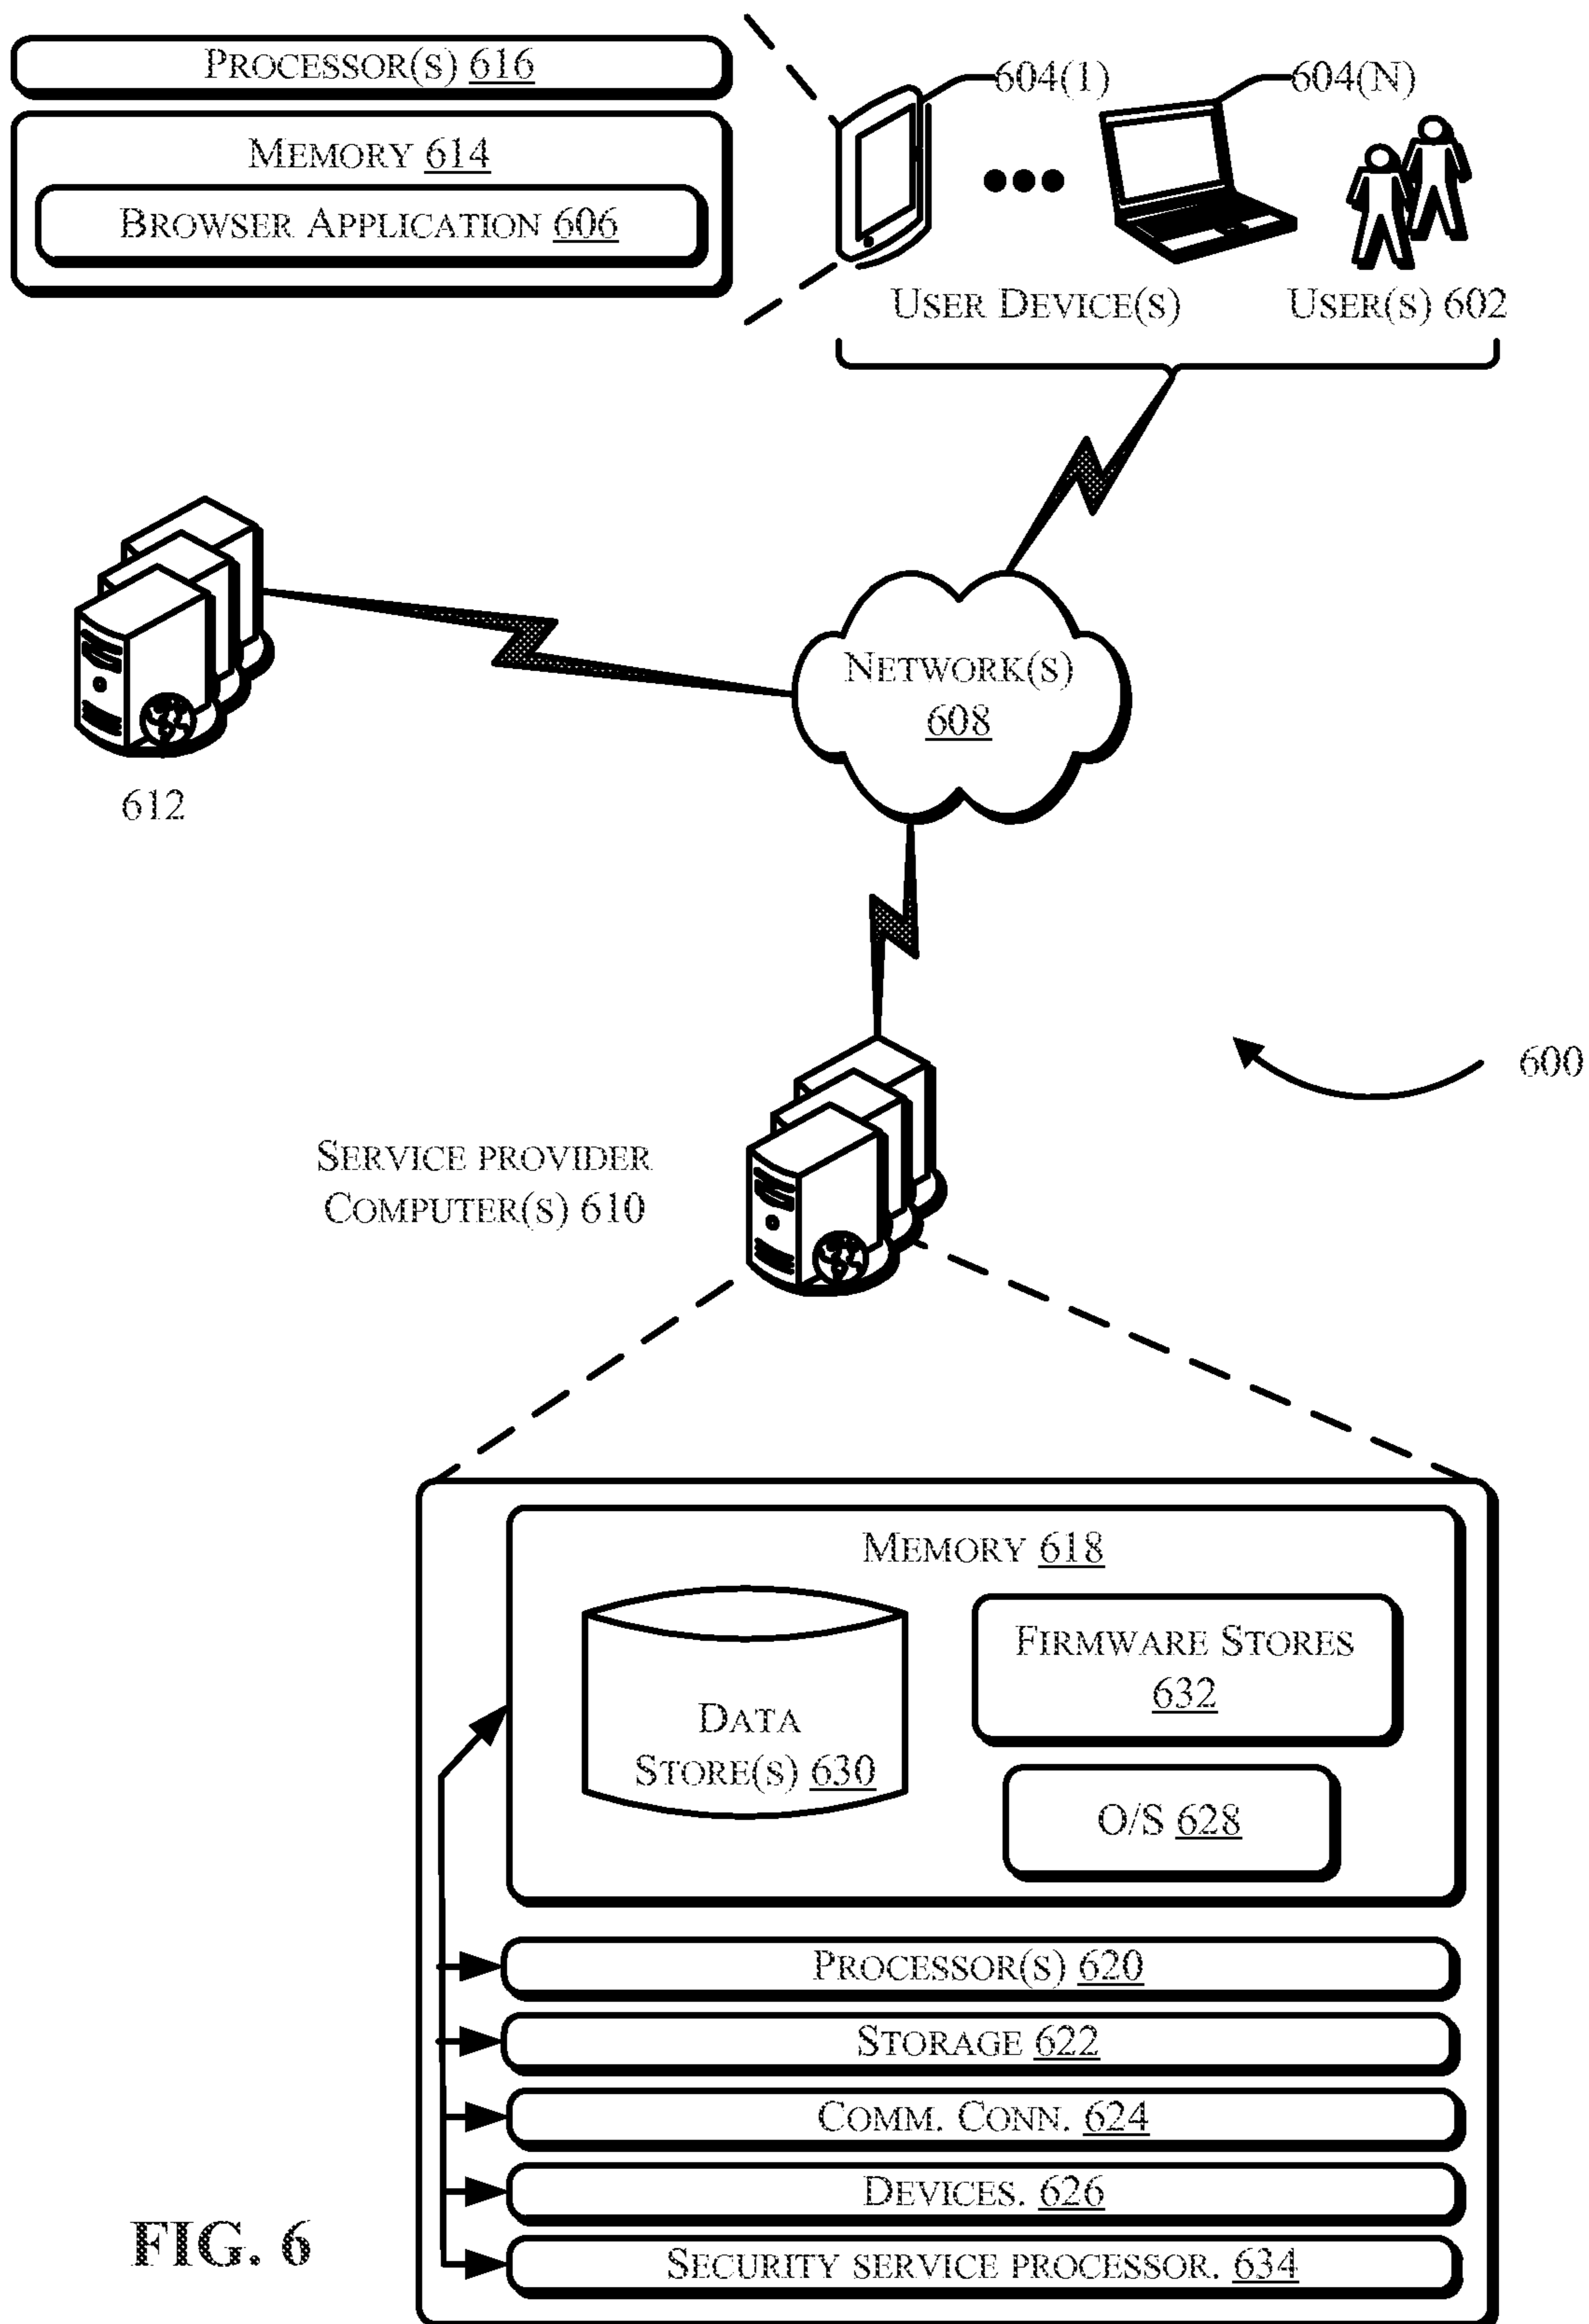 PROCESSOR(S) 616
MEMORY 614
BROWSER APPLICATION 606
604(1)
604(N)
USER DEVICE(S)
USER(S) 602
612
NETWORK(S)
608
600
SERVICE PROVIDER
COMPUTER(S) 610
MEMORY 618
DATA
STORE(S) 630
FIRMWARE STORES
632
O/S 628
PROCESSOR(S) 620
STORAGE 622
COMM. CONN. 624
DEVICES. 626
SECURITY SERVICE PROCESSOR. 634
FIG. 6